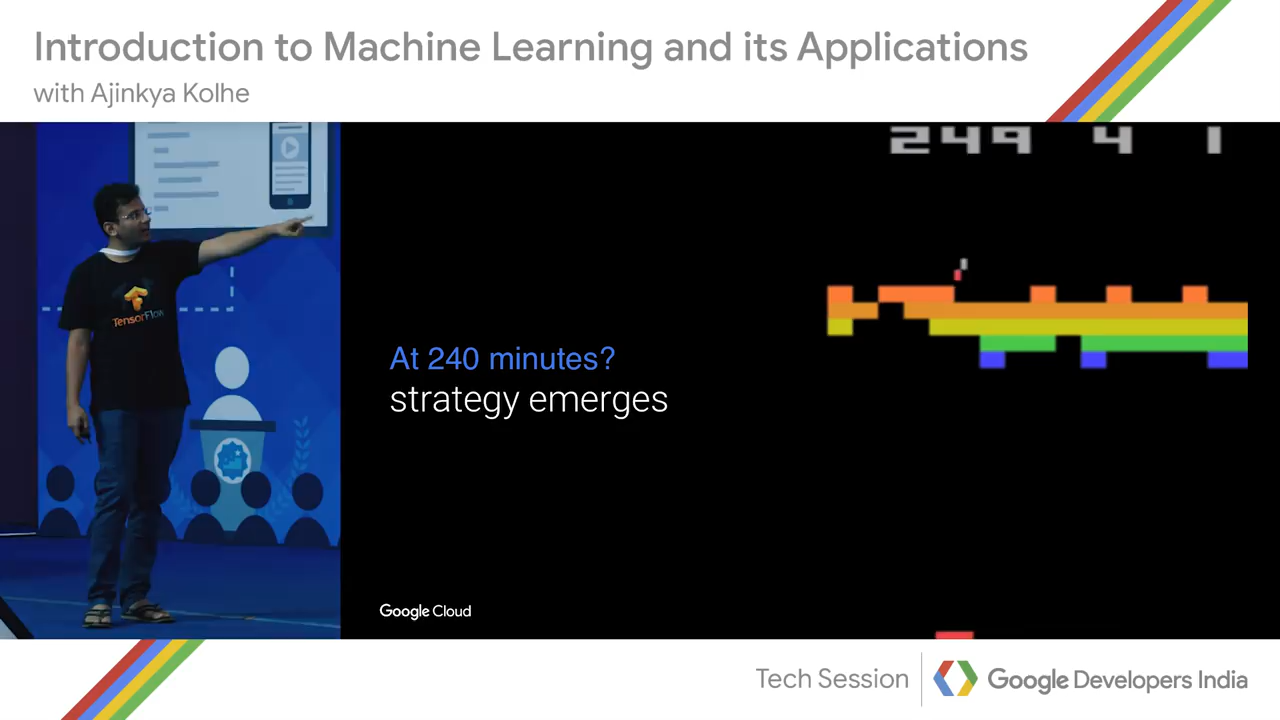 Introduction to Machine Learning and its Applications
with Ajinkya Kolhe
249 4 1
TensorFlow
At 240 minutes?
strategy emerges
Google Cloud
Tech Session
Google Developers India